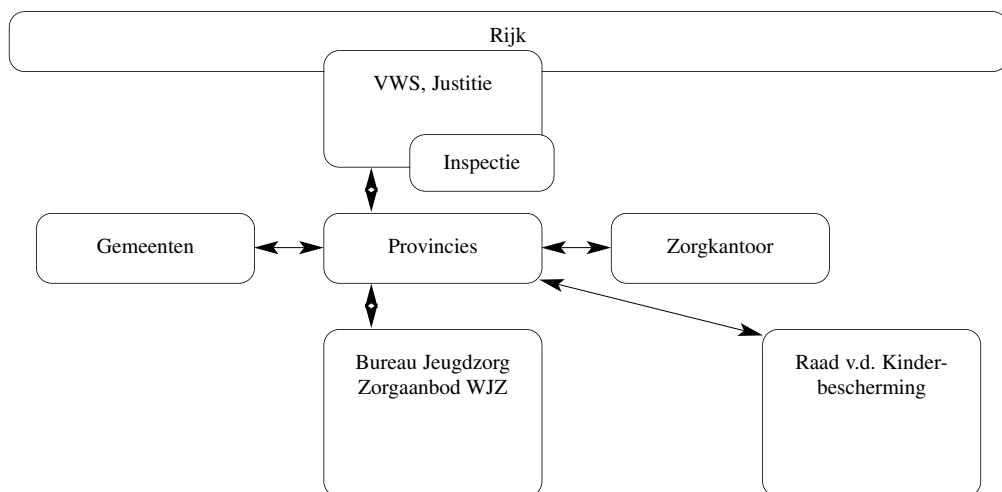 Rijk
VWS, Justitie
Inspectie
Gemeenten
Provincies
Zorgkantoor
Bureau Jeugdzorg
Zorgaanbod WJZ
Raad v.d. Kinder-
bescherming